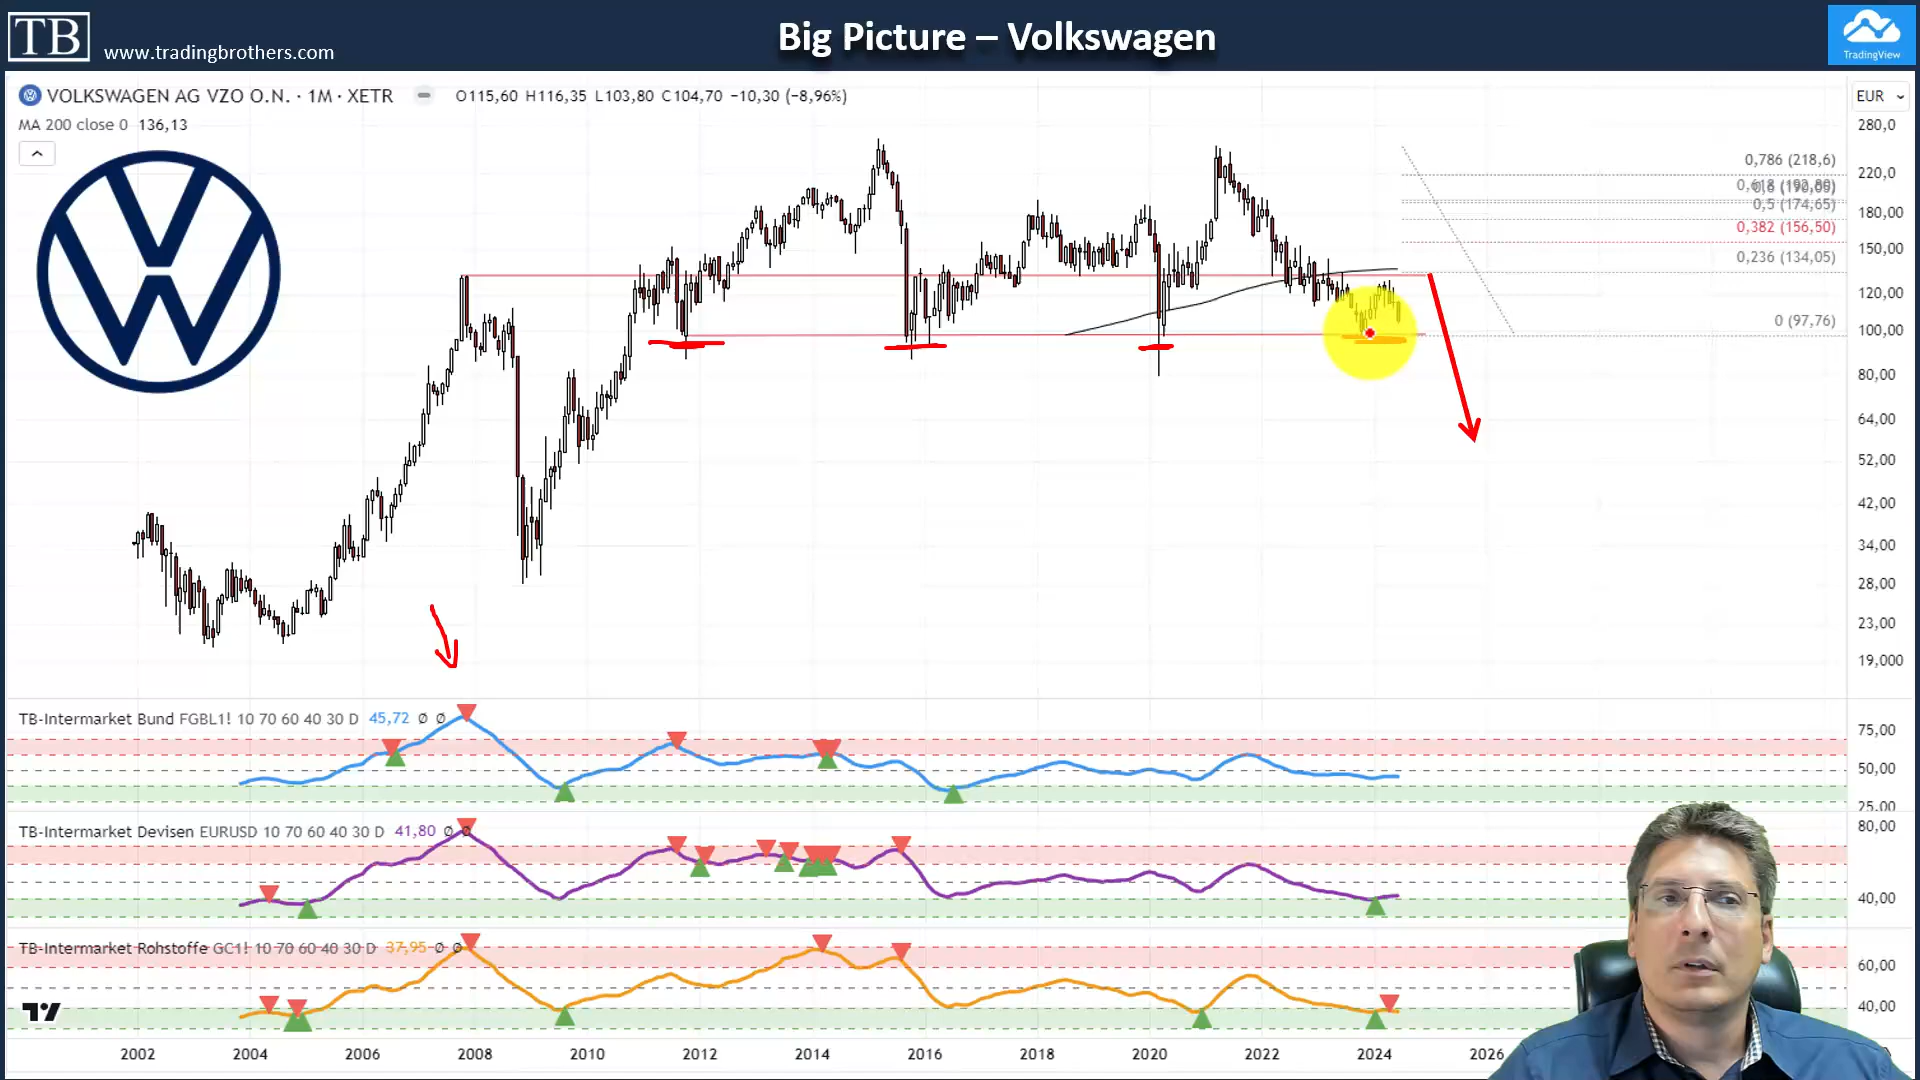 TB www.tradingbrothers.com
Big Picture – Volkswagen
TradingView
VOLKSWAGEN AG VZO O.N. · 1M · XETR O115,60 H116,35 L103,80 C104,70 −10,30 (−8,96%)
EUR
MA 200 close 0 136,13
280,0
0,786 (218,6)
220,0
0,618 (192,80)
0,5 (174,65)
180,00
0,382 (156,50)
150,00
0,236 (134,05)
120,00
0 (97,76)
100,00
80,00
64,00
52,00
42,00
34,00
28,00
23,00
19,000
TB-Intermarket Bund FGBL1! 10 70 60 40 30 D 45,72 Ø Ø
75,00
50,00
25,00
TB-Intermarket Devisen EURUSD 10 70 60 40 30 D 41,80 Ø Ø
80,00
40,00
TB-Intermarket Rohstoffe GC1! 10 70 60 40 30 D 37,95 Ø Ø
60,00
40,00
2002 2004 2006 2008 2010 2012 2014 2016 2018 2020 2022 2024 2026